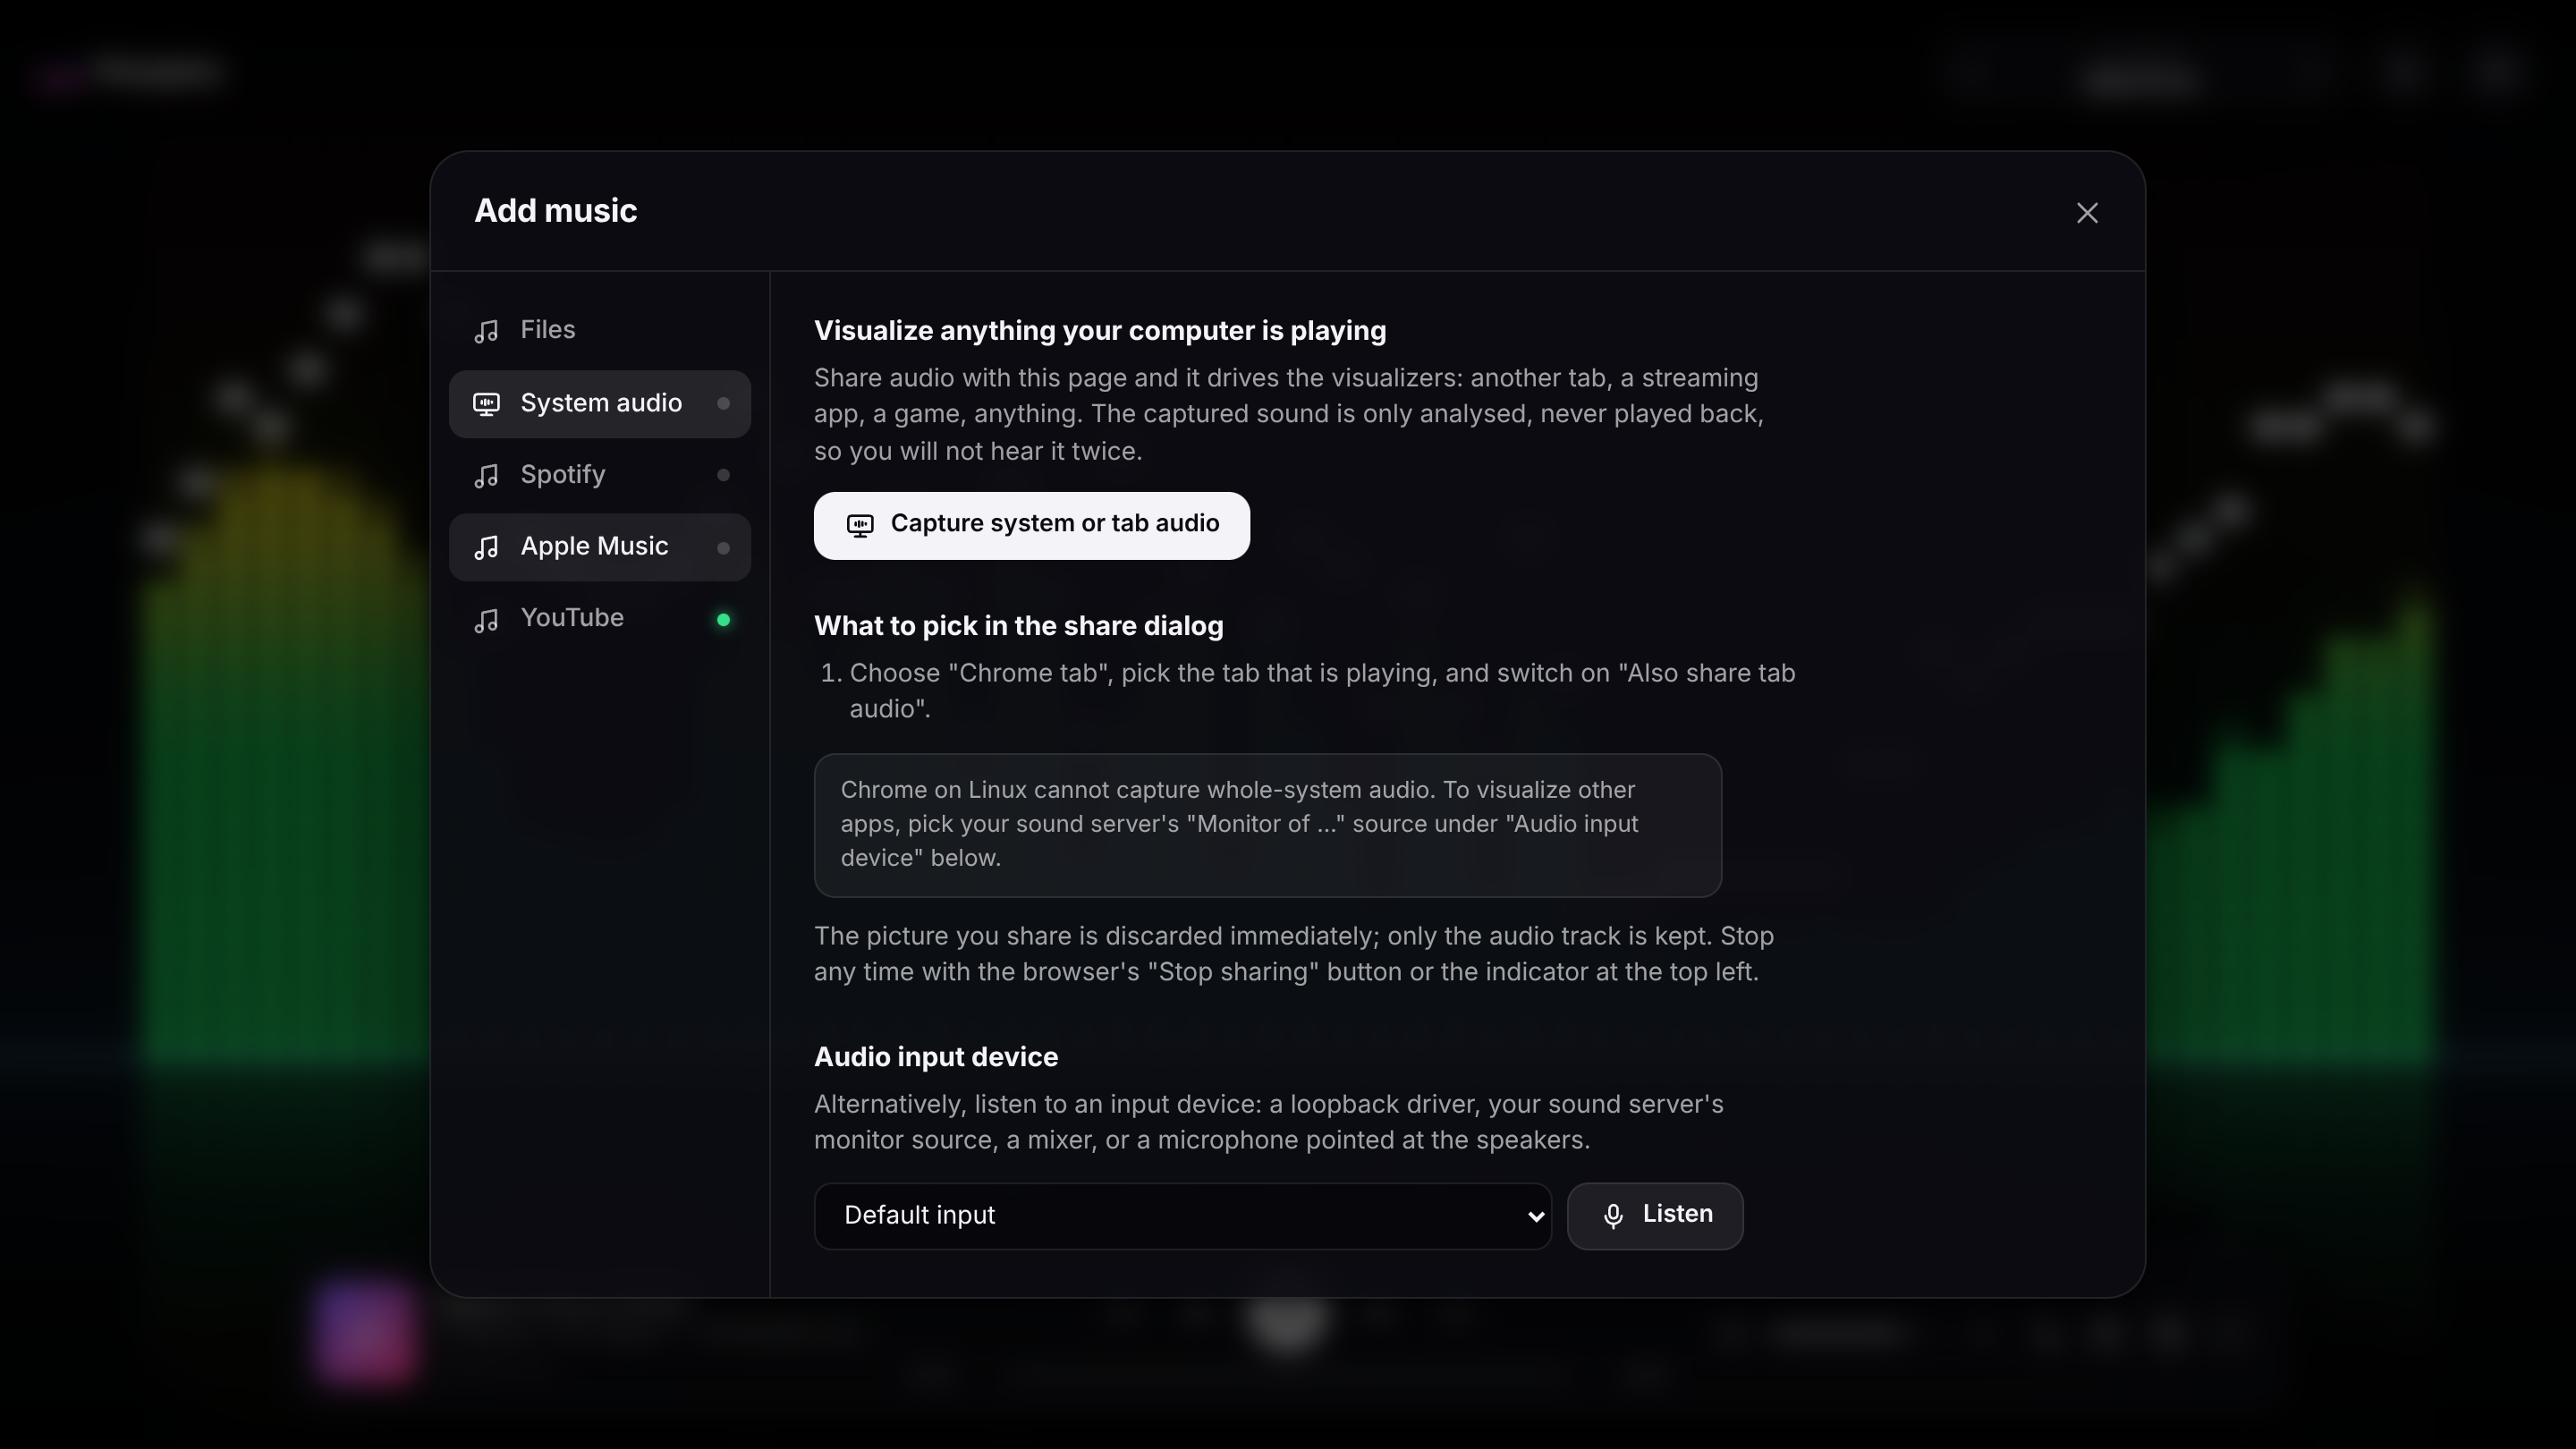 Add music
Files
System audio
Spotify
Apple Music
YouTube
Visualize anything your computer is playing
Share audio with this page and it drives the visualizers: another tab, a streaming
app, a game, anything. The captured sound is only analysed, never played back,
so you will not hear it twice.
Capture system or tab audio
What to pick in the share dialog
1. Choose "Chrome tab", pick the tab that is playing, and switch on "Also share tab
audio".
Chrome on Linux cannot capture whole-system audio. To visualize other
apps, pick your sound server's "Monitor of ..." source under "Audio input
device" below.
The picture you share is discarded immediately; only the audio track is kept. Stop
any time with the browser's "Stop sharing" button or the indicator at the top left.
Audio input device
Alternatively, listen to an input device: a loopback driver, your sound server's
monitor source, a mixer, or a microphone pointed at the speakers.
Default input
Listen